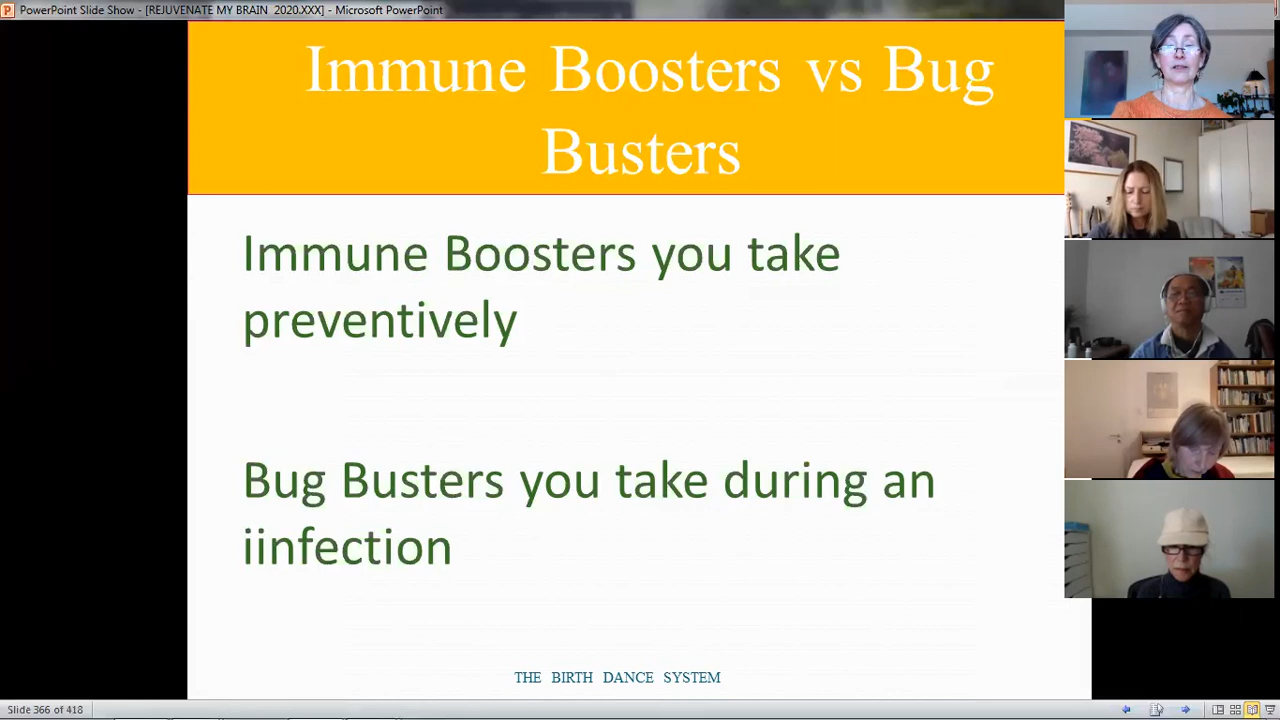 PowerPoint Slide Show - [REJUVENATE MY BRAIN 2020.XXX] - Microsoft PowerPoint
Immune Boosters vs Bug
Busters
Immune Boosters you take
preventively
Bug Busters you take during an
iinfection
THE BIRTH DANCE SYSTEM
Slide 366 of 418